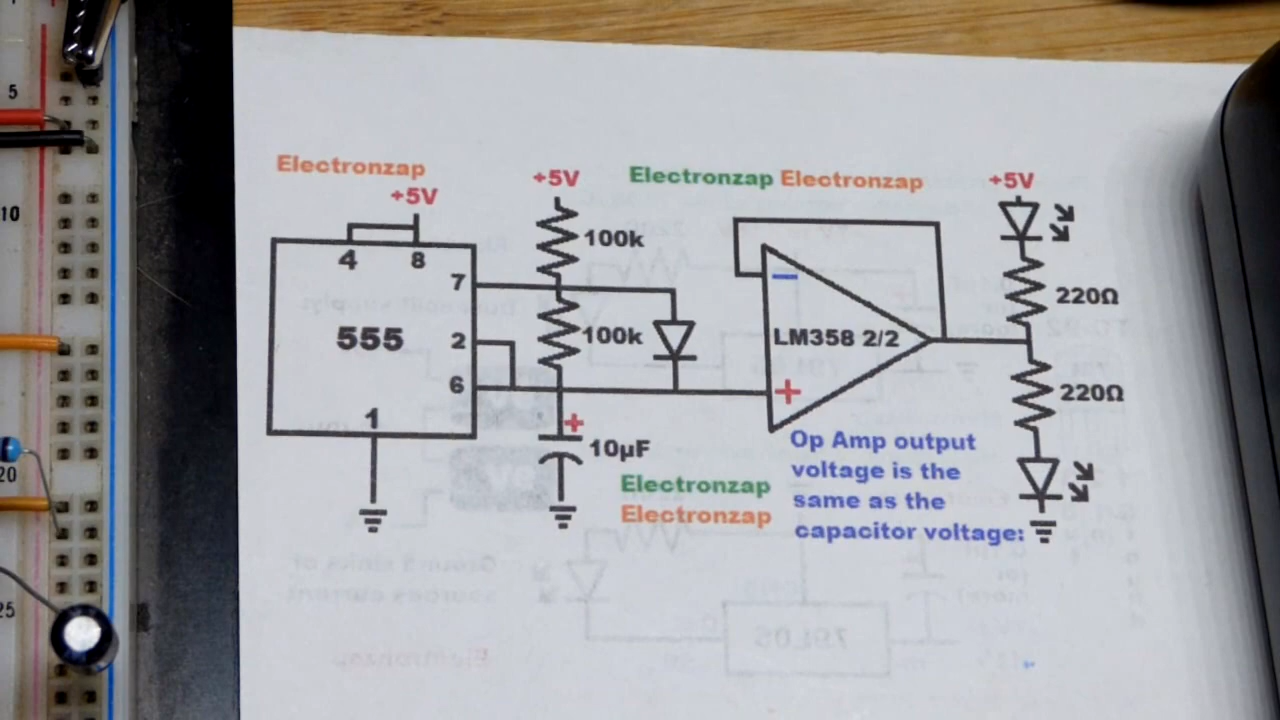 5
10
20
25
Electronzap
+5V
4
8
7
555
2
6
1
+5V
100k
100k
+
10µF
Electronzap Electronzap
LM358 2/2
+
Op Amp output
voltage is the
same as the
capacitor voltage:
Electronzap
Electronzap
+5V
220Ω
220Ω